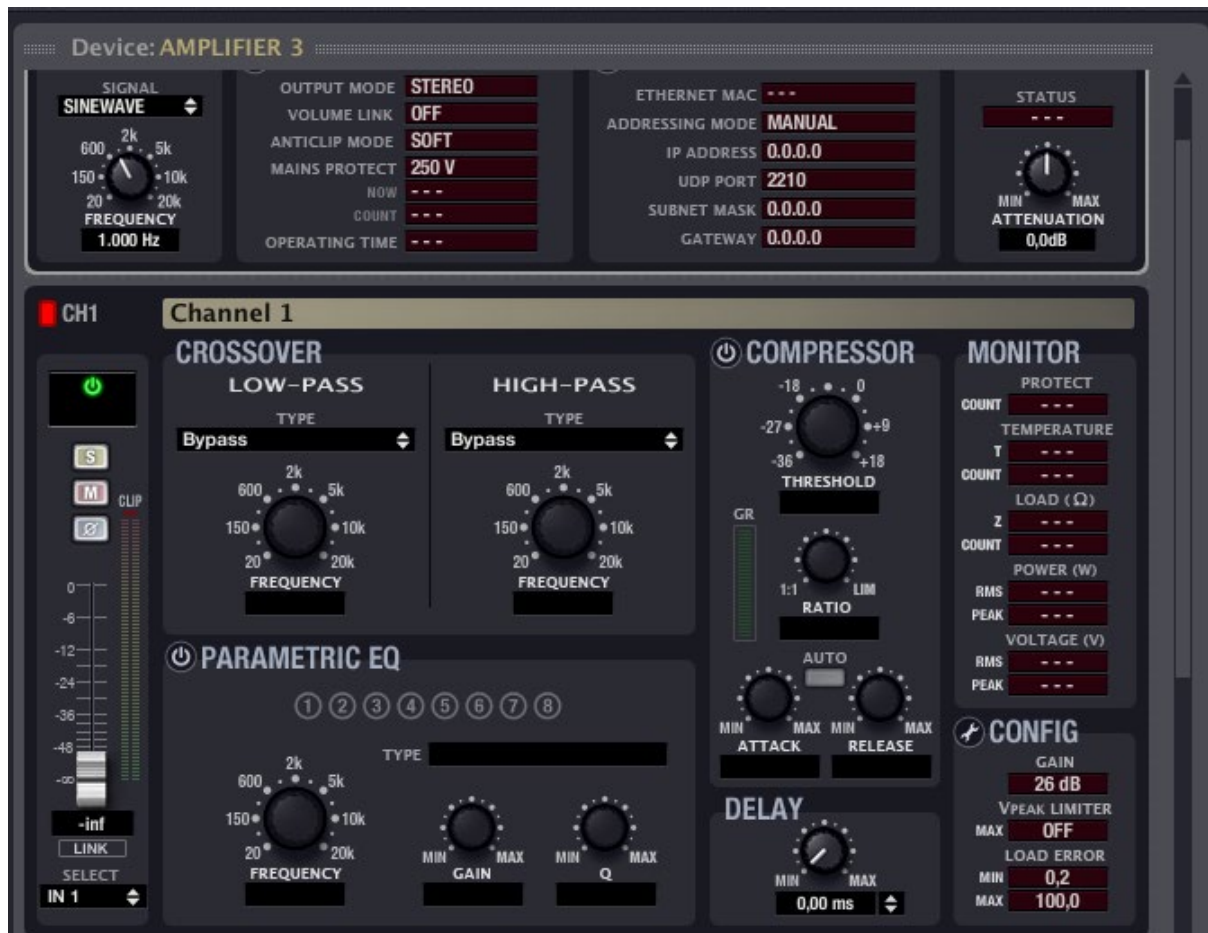 Device: AMPLIFIER 3
SIGNAL
SINEWAVE
2k
600 5k
150 10k
20 20k
FREQUENCY
1.000 Hz
OUTPUT MODE STEREO
VOLUME LINK OFF
ANTICLIP MODE SOFT
MAINS PROTECT 250 V
NOW - - -
COUNT - - -
OPERATING TIME - - -
ETHERNET MAC - - -
ADDRESSING MODE MANUAL
IP ADDRESS 0.0.0.0
UDP PORT 2210
SUBNET MASK 0.0.0.0
GATEWAY 0.0.0.0
STATUS
- - -
MIN MAX
ATTENUATION
0,0dB
CH1
Channel 1
S
M
Ø
CLIP
0
-6
-12
-24
-36
-48
-∞
-inf
LINK
SELECT
IN 1
CROSSOVER
LOW-PASS
TYPE
Bypass
2k
600 5k
150 10k
20 20k
FREQUENCY
HIGH-PASS
TYPE
Bypass
2k
600 5k
150 10k
20 20k
FREQUENCY
PARAMETRIC EQ
1 2 3 4 5 6 7 8
TYPE
2k
600 5k
150 10k
20 20k
FREQUENCY
MIN MAX
GAIN
MIN MAX
Q
COMPRESSOR
-18 0
-27 +9
-36 +18
THRESHOLD
GR
1:1 LIM
RATIO
AUTO
MIN MAX
ATTACK
MIN MAX
RELEASE
DELAY
MIN MAX
0,00 ms
MONITOR
PROTECT
COUNT - - -
TEMPERATURE
T - - -
COUNT - - -
LOAD (Ω)
Z - - -
COUNT - - -
POWER (W)
RMS - - -
PEAK - - -
VOLTAGE (V)
RMS - - -
PEAK - - -
CONFIG
GAIN
26 dB
VPEAK LIMITER
MAX OFF
LOAD ERROR
MIN 0,2
MAX 100,0